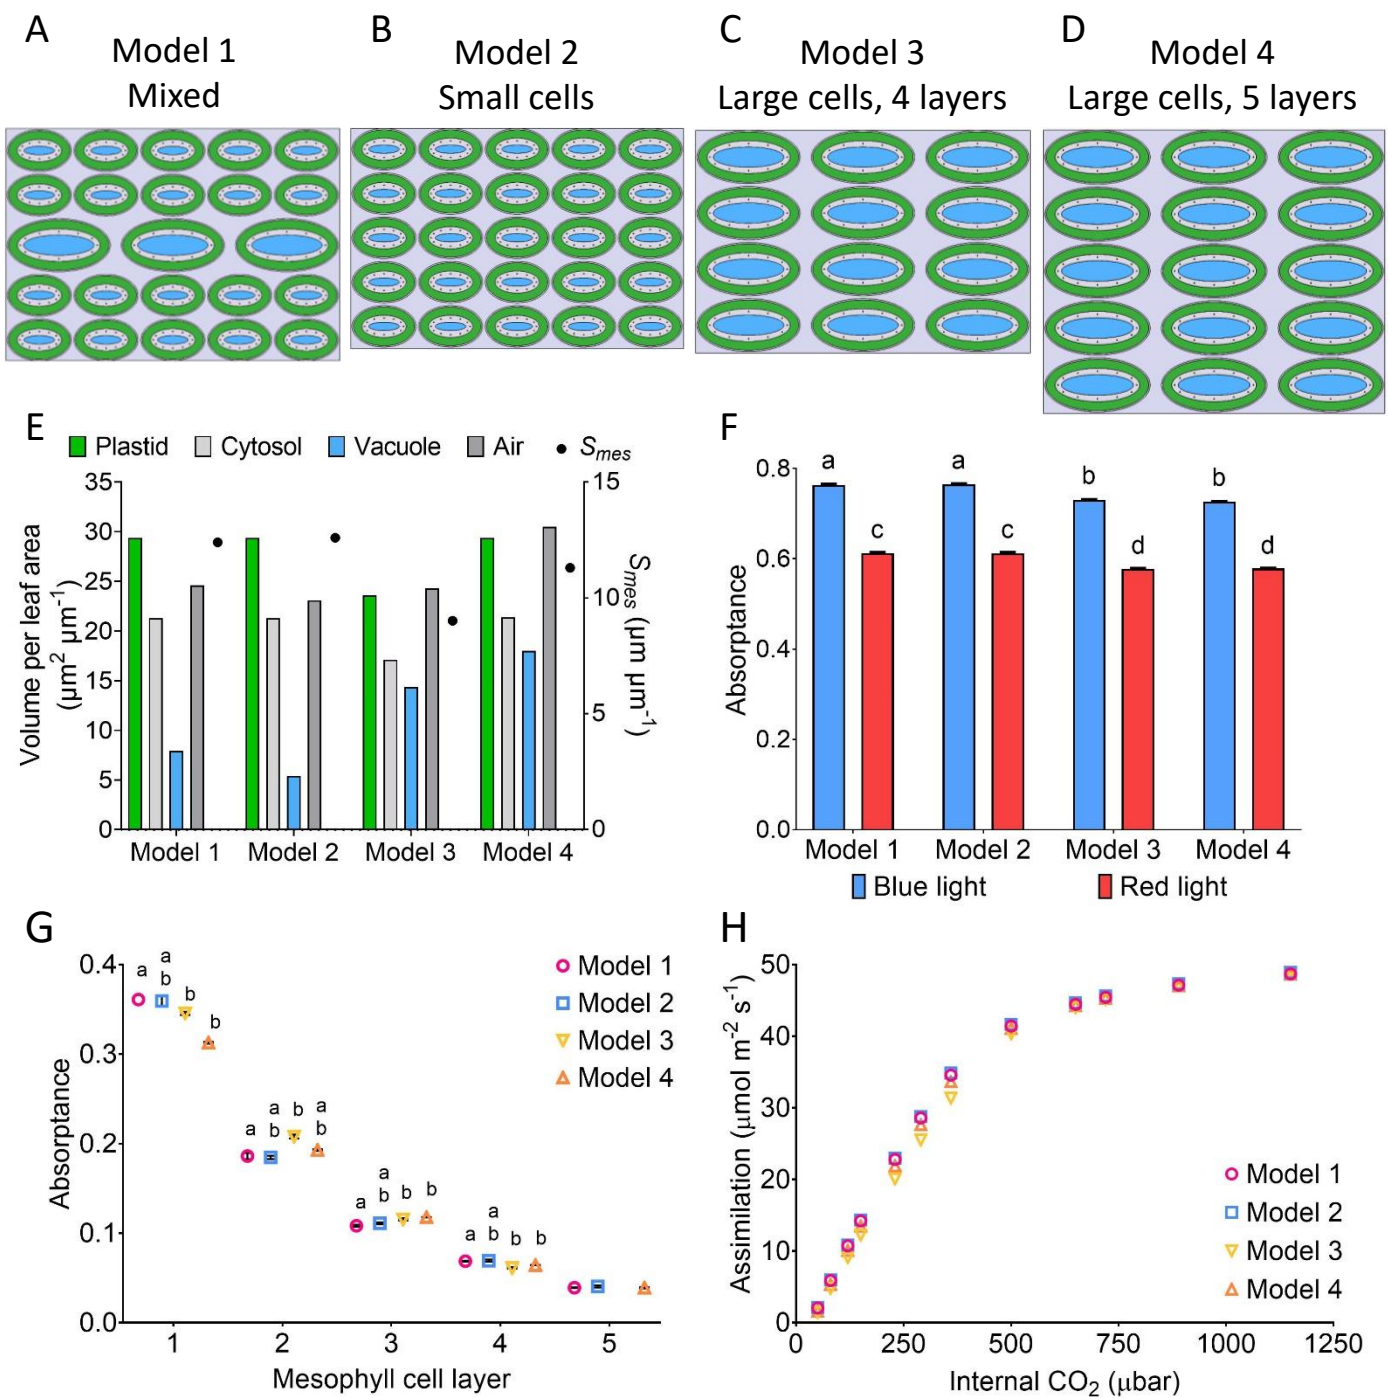 A
Model 1
Mixed
B
Model 2
Small cells
C
Model 3
Large cells, 4 layers
D
Model 4
Large cells, 5 layers
E
Plastid Cytosol Vacuole Air S_mes
Volume per leaf area
(μm² μm⁻¹)
35
30
25
20
15
10
5
0
15
10
5
0
S_mes (μm μm⁻¹)
Model 1 Model 2 Model 3 Model 4
F
Absorptance
0.8
0.6
0.4
0.2
0.0
a c a c b d b d
Model 1 Model 2 Model 3 Model 4
Blue light Red light
G
Absorptance
0.4
0.3
0.2
0.1
0.0
a a b b b
a a b b a b
a a b b b
a a b b b
Model 1
Model 2
Model 3
Model 4
1 2 3 4 5
Mesophyll cell layer
H
Assimilation (μmol m⁻² s⁻¹)
50
40
30
20
10
0
Model 1
Model 2
Model 3
Model 4
0 250 500 750 1000 1250
Internal CO₂ (μbar)